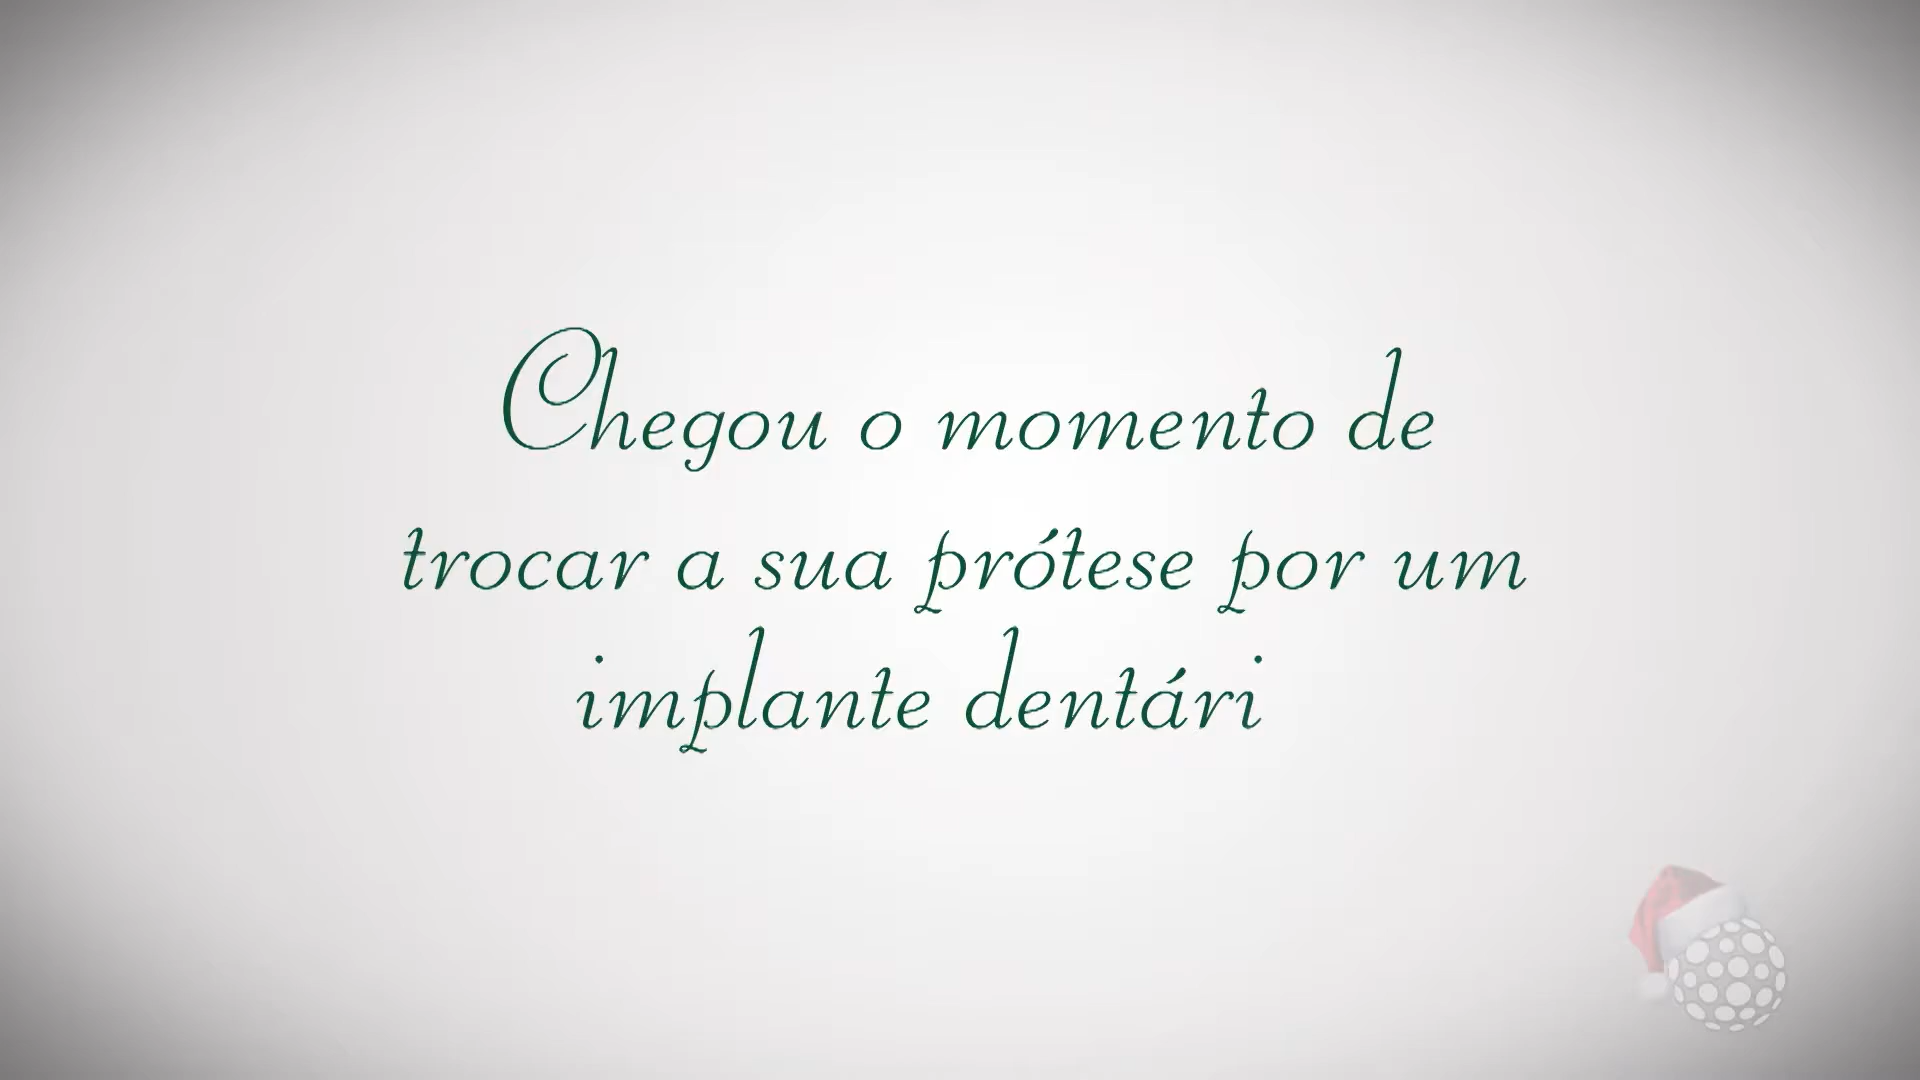 Chegou o momento de
trocar a sua prótese por um
implante dentári